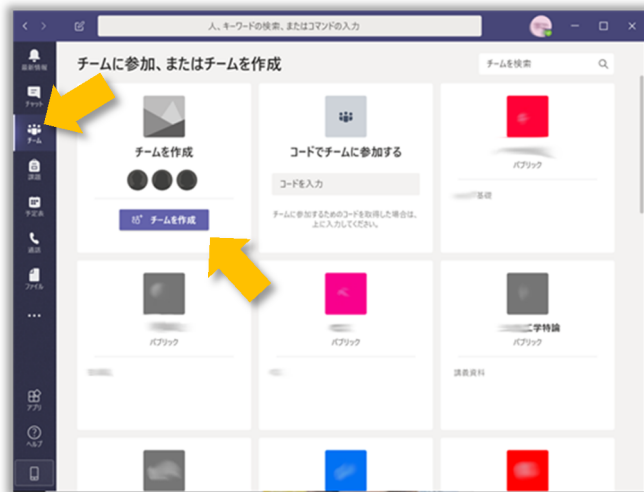 人、キーワードの検索、またはコマンドの入力
最新情報
チャット
チーム
課題
予定表
通話
ファイル
アプリ
ヘルプ
チームに参加、またはチームを作成
チームを検索
チームを作成
チームを作成
コードでチームに参加する
コードを入力
チームに参加するためのコードを取得した場合は、
上に入力してください。
パブリック
基礎
パブリック
パブリック
工学特論
パブリック
講義資料